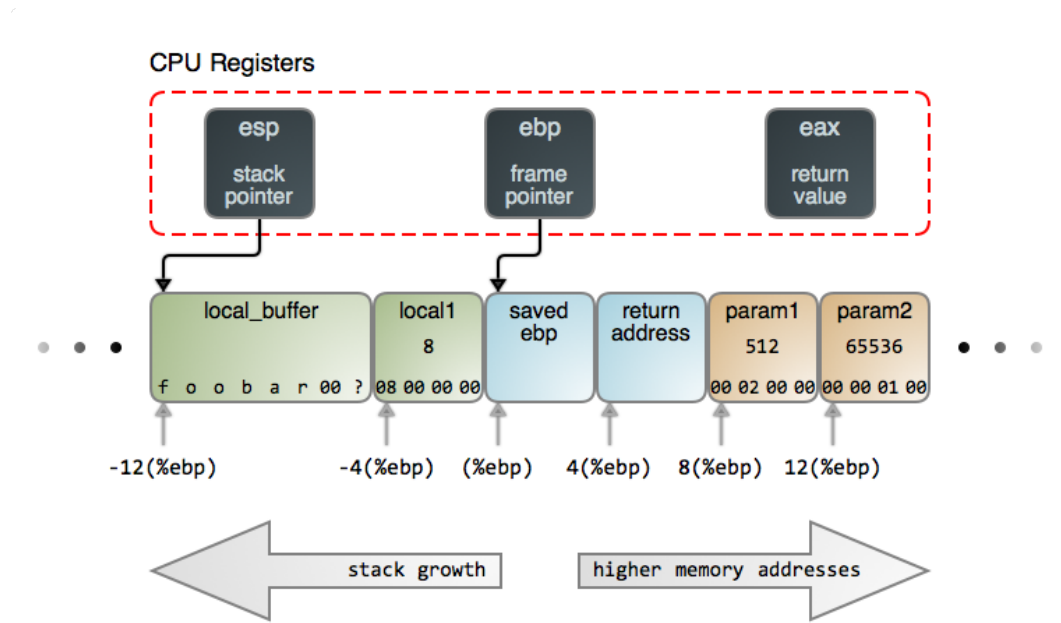 CPU Registers
esp
stack
pointer
ebp
frame
pointer
eax
return
value
local_buffer
f o o b a r 00 ?
local1
8
08 00 00 00
saved
ebp
return
address
param1
512
00 02 00 00
param2
65536
00 00 01 00
-12(%ebp)
-4(%ebp)
(%ebp)
4(%ebp)
8(%ebp)
12(%ebp)
stack growth
higher memory addresses